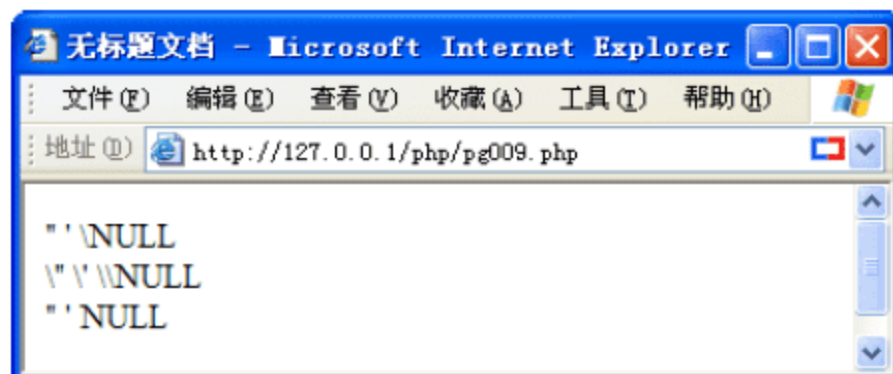 无标题文档 - Microsoft Internet Explorer
文件(F) 编辑(E) 查看(V) 收藏(A) 工具(T) 帮助(H)
地址(D) http://127.0.0.1/php/pg009.php
" ' \NULL
\" \' \\NULL
" ' NULL